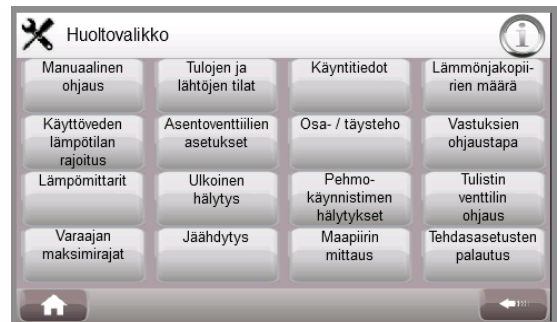 Huoltovalikko
Manuaalinen
ohjaus
Tulojen ja
lähtöjen tilat
Käyntitiedot
Lämmönjakopii-
rien määrä
Käyttöveden
lämpötilan
rajoitus
Asentoventtiilien
asetukset
Osa- / täysteho
Vastuksien
ohjaustapa
Lämpömittarit
Ulkoinen
hälytys
Pehmo-
käynnistimen
hälytykset
Tulistin
venttilin
ohjaus
Varaajan
maksimirajat
Jäähdytys
Maapiirin
mittaus
Tehdasasetusten
palautus